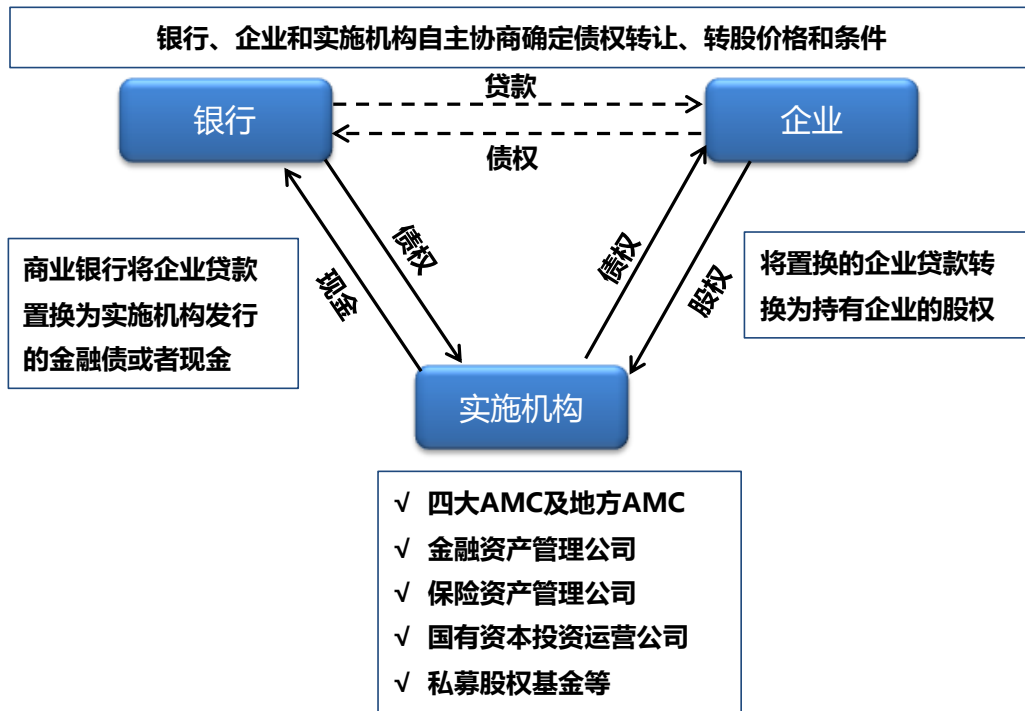 银行、企业和实施机构自主协商确定债权转让、转股价格和条件
贷款
银行
企业
债权
债权
现金
债权
股权
商业银行将企业贷款
置换为实施机构发行
的金融债或者现金
将置换的企业贷款转
换为持有企业的股权
实施机构
√ 四大AMC及地方AMC
√ 金融资产管理公司
√ 保险资产管理公司
√ 国有资本投资运营公司
√ 私募股权基金等